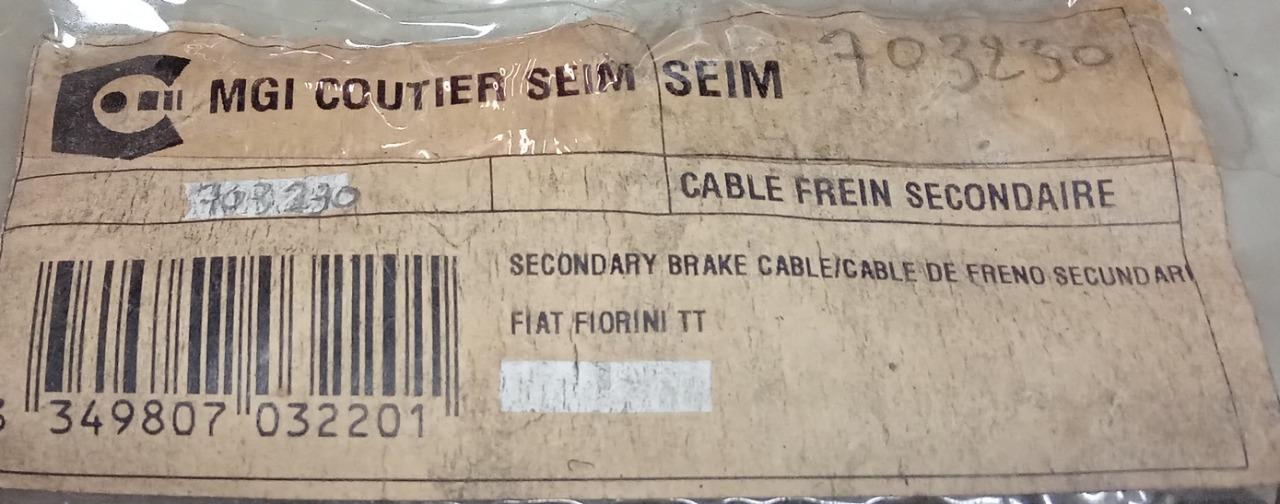 MGI COUTIER SEIM SEIM 703230
703230 CABLE FREIN SECONDAIRE
SECONDARY BRAKE CABLE/CABLE DE FRENO SECUNDARI
FIAT FIORINI TT
3 349807 032201